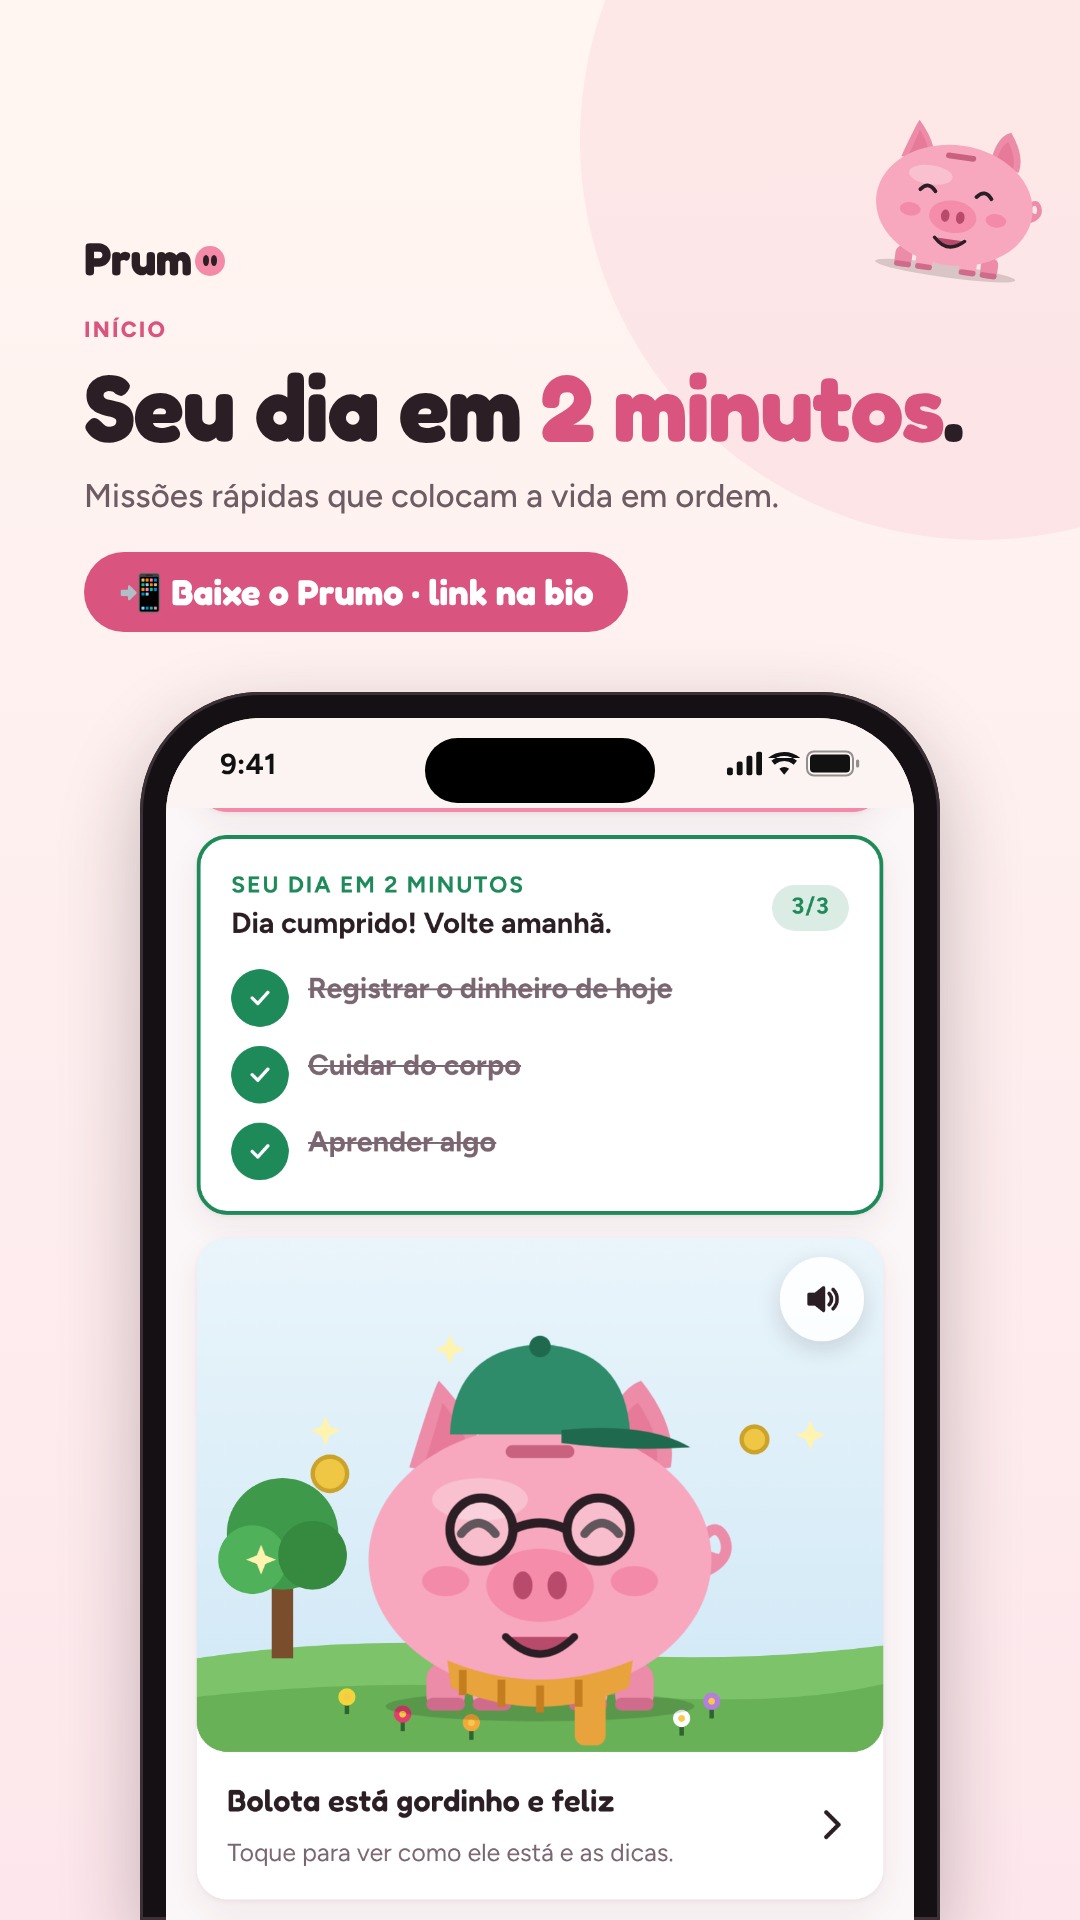 Prumo
INÍCIO
Seu dia em 2 minutos.
Missões rápidas que colocam a vida em ordem.
Baixe o Prumo · link na bio
9:41
SEU DIA EM 2 MINUTOS
Dia cumprido! Volte amanhã.
3/3
Registrar o dinheiro de hoje
Cuidar do corpo
Aprender algo
Bolota está gordinho e feliz
Toque para ver como ele está e as dicas.